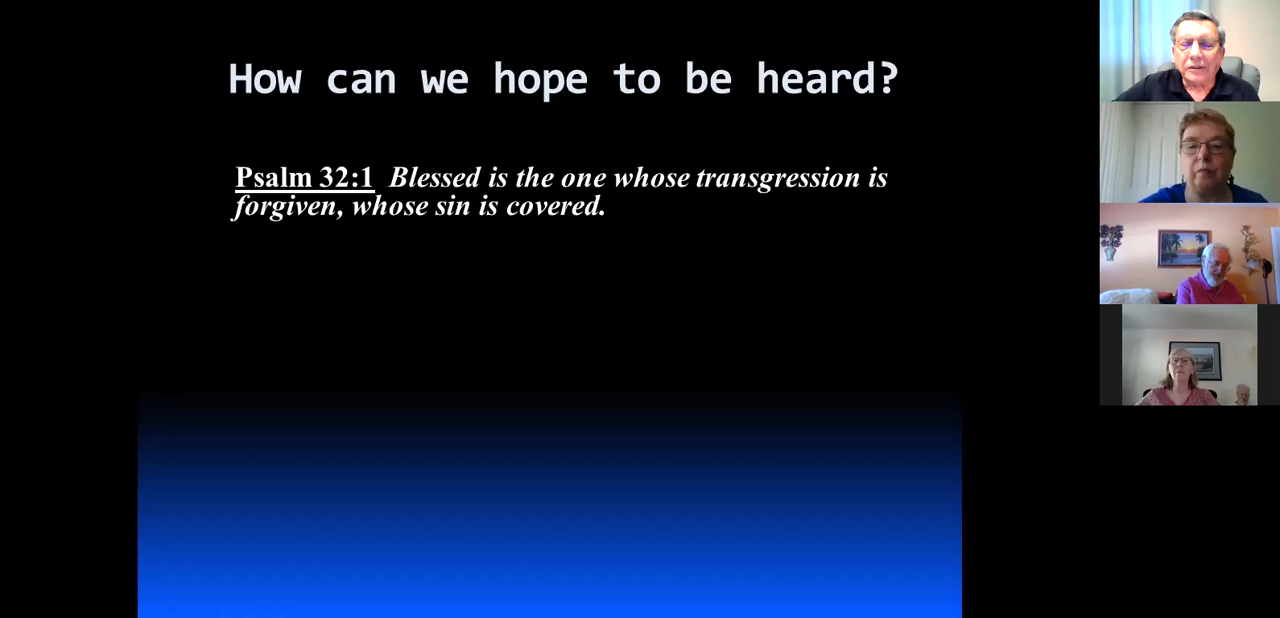 How can we hope to be heard?
Psalm 32:1 Blessed is the one whose transgression is
forgiven, whose sin is covered.